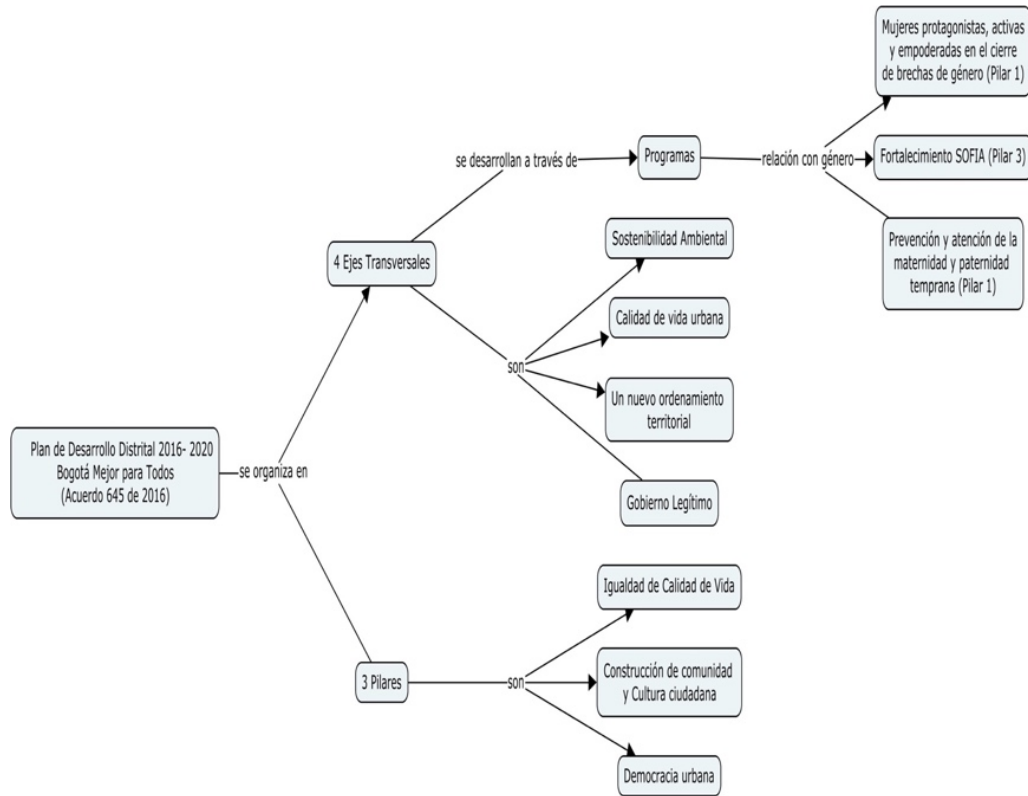 Mujeres protagonistas, activas
y empoderadas en el cierre
de brechas de género (Pilar 1)
se desarrollan a través de
Programas
relación con género
Fortalecimiento SOFIA (Pilar 3)
Prevención y atención de la
maternidad y paternidad
temprana (Pilar 1)
4 Ejes Transversales
Sostenibilidad Ambiental
Calidad de vida urbana
son
Un nuevo ordenamiento
territorial
Gobierno Legítimo
Plan de Desarrollo Distrital 2016- 2020
Bogotá Mejor para Todos
(Acuerdo 645 de 2016)
se organiza en
Igualdad de Calidad de Vida
3 Pilares
son
Construcción de comunidad
y Cultura ciudadana
Democracia urbana